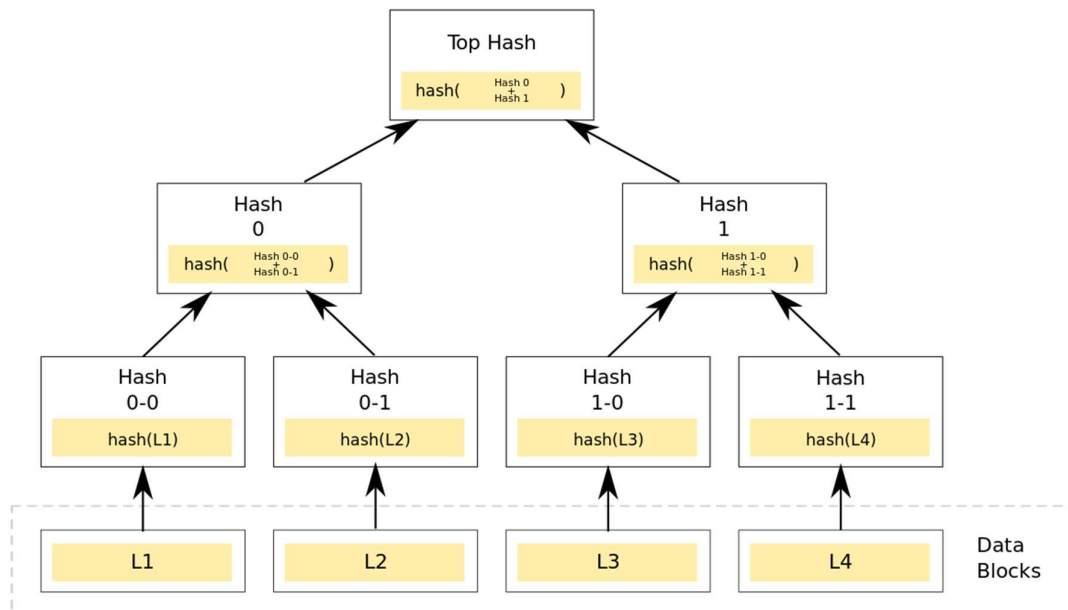 Top Hash
hash( Hash 0 + Hash 1 )
Hash
0
hash( Hash 0-0 + Hash 0-1 )
Hash
1
hash( Hash 1-0 + Hash 1-1 )
Hash
0-0
hash(L1)
Hash
0-1
hash(L2)
Hash
1-0
hash(L3)
Hash
1-1
hash(L4)
L1
L2
L3
L4
Data
Blocks